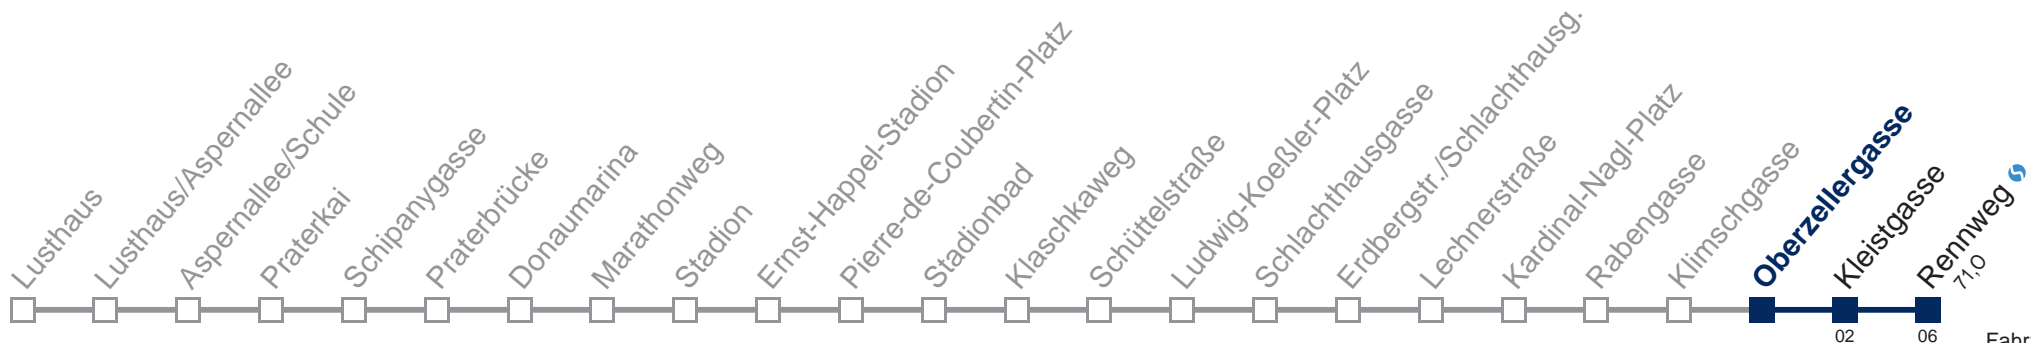 Lusthaus
Lusthaus/Aspernallee
Aspernallee/Schule
Praterkai
Schipanygasse
Praterbrücke
Donaumarina
Marathonweg
Stadion
Ernst-Happel-Stadion
Pierre-de-Coubertin-Platz
Stadionbad
Klaschkaweg
Schüttelstraße
Ludwig-Koeßler-Platz
Schlachthausgasse
Erdbergstr./Schlachthausg.
Lechnerstraße
Kardinal-Nagl-Platz
Rabengasse
Klimschgasse
Oberzellergasse
Kleistgasse
Rennweg
71,O
02
06